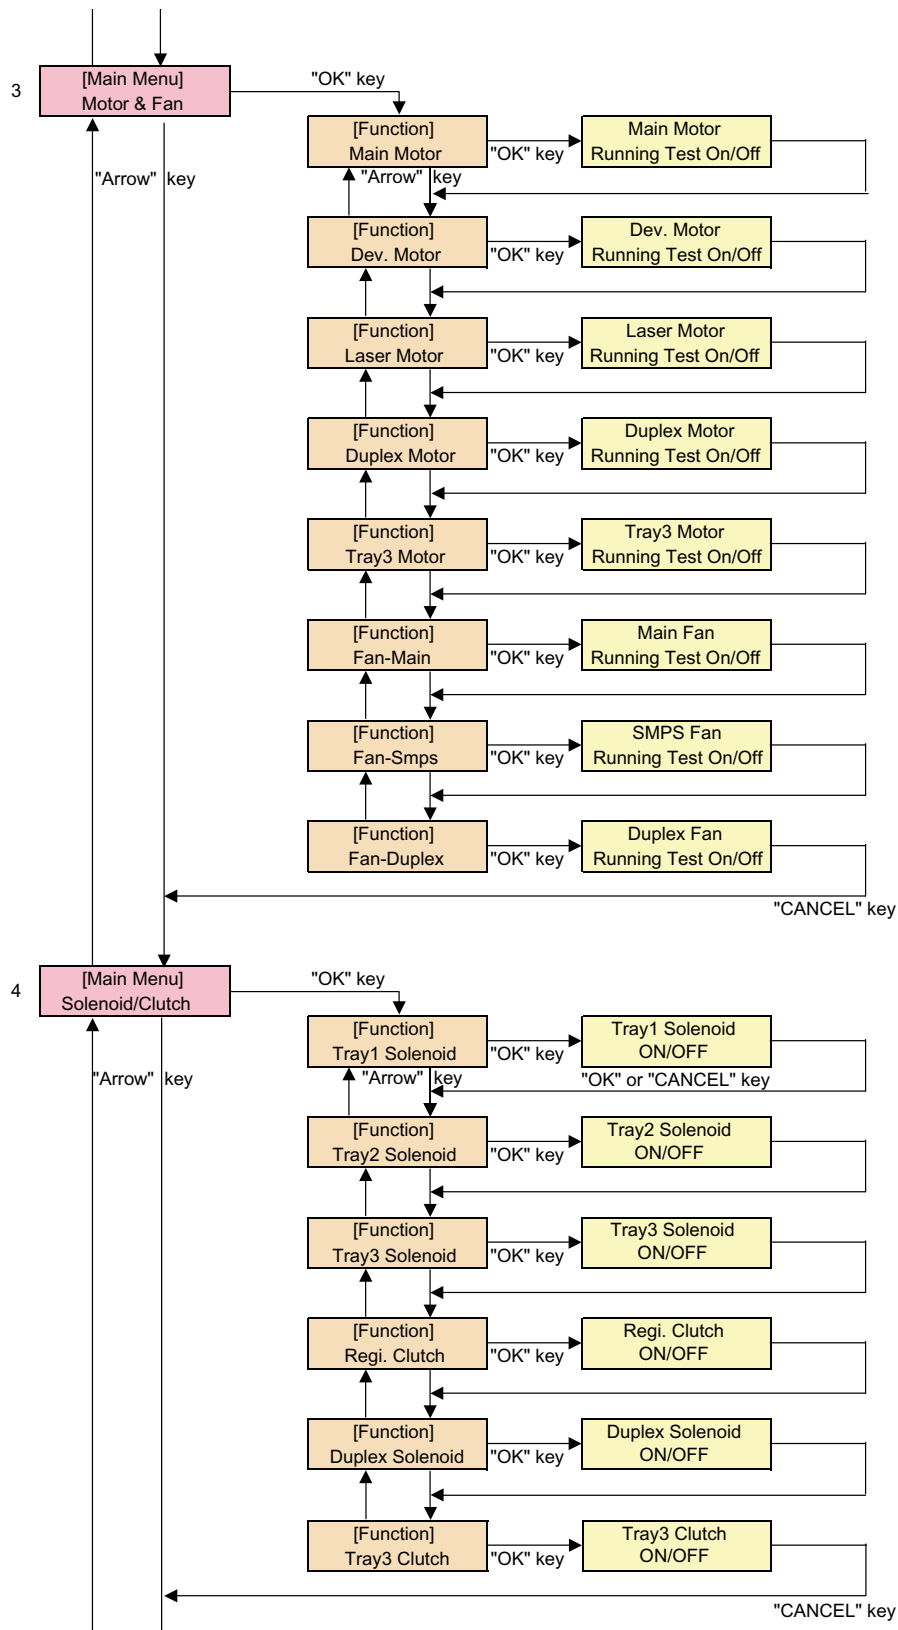 3
[Main Menu]
Motor & Fan
"OK" key
"Arrow" key
[Function]
Main Motor
"OK" key
Main Motor
Running Test On/Off
"Arrow" key
[Function]
Dev. Motor
"OK" key
Dev. Motor
Running Test On/Off
[Function]
Laser Motor
"OK" key
Laser Motor
Running Test On/Off
[Function]
Duplex Motor
"OK" key
Duplex Motor
Running Test On/Off
[Function]
Tray3 Motor
"OK" key
Tray3 Motor
Running Test On/Off
[Function]
Fan-Main
"OK" key
Main Fan
Running Test On/Off
[Function]
Fan-Smps
"OK" key
SMPS Fan
Running Test On/Off
[Function]
Fan-Duplex
"OK" key
Duplex Fan
Running Test On/Off
"CANCEL" key
4
[Main Menu]
Solenoid/Clutch
"OK" key
"Arrow" key
[Function]
Tray1 Solenoid
"OK" key
Tray1 Solenoid
ON/OFF
"Arrow" key
"OK" or "CANCEL" key
[Function]
Tray2 Solenoid
"OK" key
Tray2 Solenoid
ON/OFF
[Function]
Tray3 Solenoid
"OK" key
Tray3 Solenoid
ON/OFF
[Function]
Regi. Clutch
"OK" key
Regi. Clutch
ON/OFF
[Function]
Duplex Solenoid
"OK" key
Duplex Solenoid
ON/OFF
[Function]
Tray3 Clutch
"OK" key
Tray3 Clutch
ON/OFF
"CANCEL" key